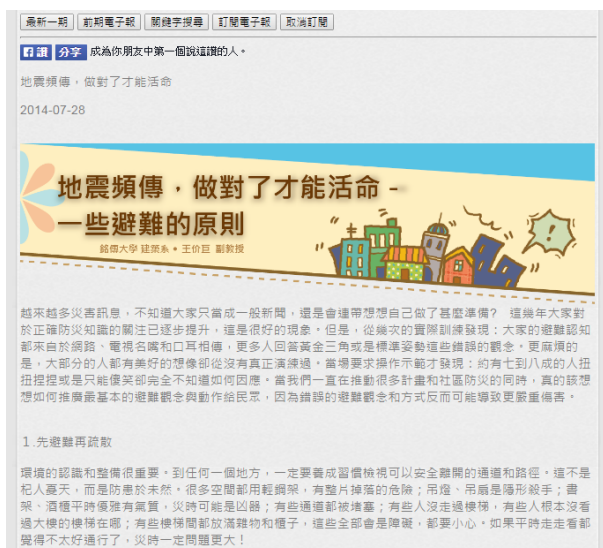 最新一期 前期電子報 關鍵字搜尋 訂閱電子報 取消訂閱
讚 分享 成為你朋友中第一個說這讚的人。
地震頻傳，做對了才能活命
2014-07-28
地震頻傳，做對了才能活命 -
一些避難的原則
銘傳大學 建築系・王价巨 副教授
越來越多災害訊息，不知道大家只當成一般新聞，還是會連帶想想自己做了甚麼準備？ 這幾年大家對
於正確防災知識的關注已逐步提升，這是很好的現象。但是，從幾次的實際訓練發現：大家的避難認知
都來自於網路、電視名嘴和口耳相傳，更多人回答黃金三角或是標準姿勢這些錯誤的觀念。更麻煩的
是，大部分的人都有美好的想像卻從沒有真正演練過。當場要求操作示範才發現：約有七到八成的人扭
扭捏捏或是只能傻笑卻完全不知道如何因應。當我們一直在推動很多計畫和社區防災的同時，真的該想
想如何推廣最基本的避難觀念與動作給民眾，因為錯誤的避難觀念和方式反而可能導致更嚴重傷害。
1.先避難再疏散
環境的認識和整備很重要。到任何一個地方，一定要養成習慣檢視可以安全離開的通道和路徑。這不是
杞人憂天，而是防患於未然。很多空間都用輕鋼架，有整片掉落的危險；吊燈、吊扇是隱形殺手；書
架、酒櫃平時優雅有氣質，災時可能是凶器；有些通道都被堵塞；有些人沒走過樓梯，有些人根本沒看
過大樓的樓梯在哪；有些樓梯間都放滿雜物和櫃子，這些全部會是障礙，都要小心。如果平時走走看都
覺得不太好通行了，災時一定問題更大！